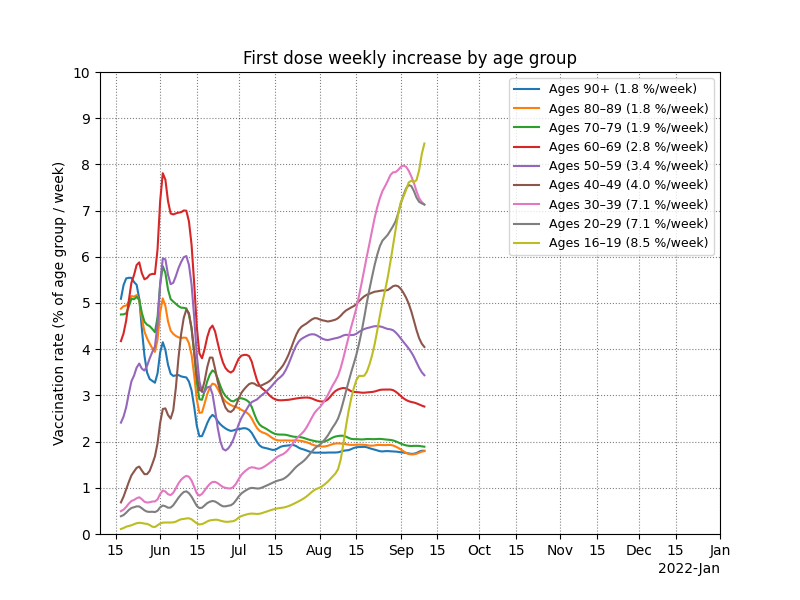 First dose weekly increase by age group
Vaccination rate (% of age group / week)
10
9
8
7
6
5
4
3
2
1
0
Ages 90+ (1.8 %/week)
Ages 80–89 (1.8 %/week)
Ages 70–79 (1.9 %/week)
Ages 60–69 (2.8 %/week)
Ages 50–59 (3.4 %/week)
Ages 40–49 (4.0 %/week)
Ages 30–39 (7.1 %/week)
Ages 20–29 (7.1 %/week)
Ages 16–19 (8.5 %/week)
15 Jun 15 Jul 15 Aug 15 Sep 15 Oct 15 Nov 15 Dec 15 Jan
2022-Jan